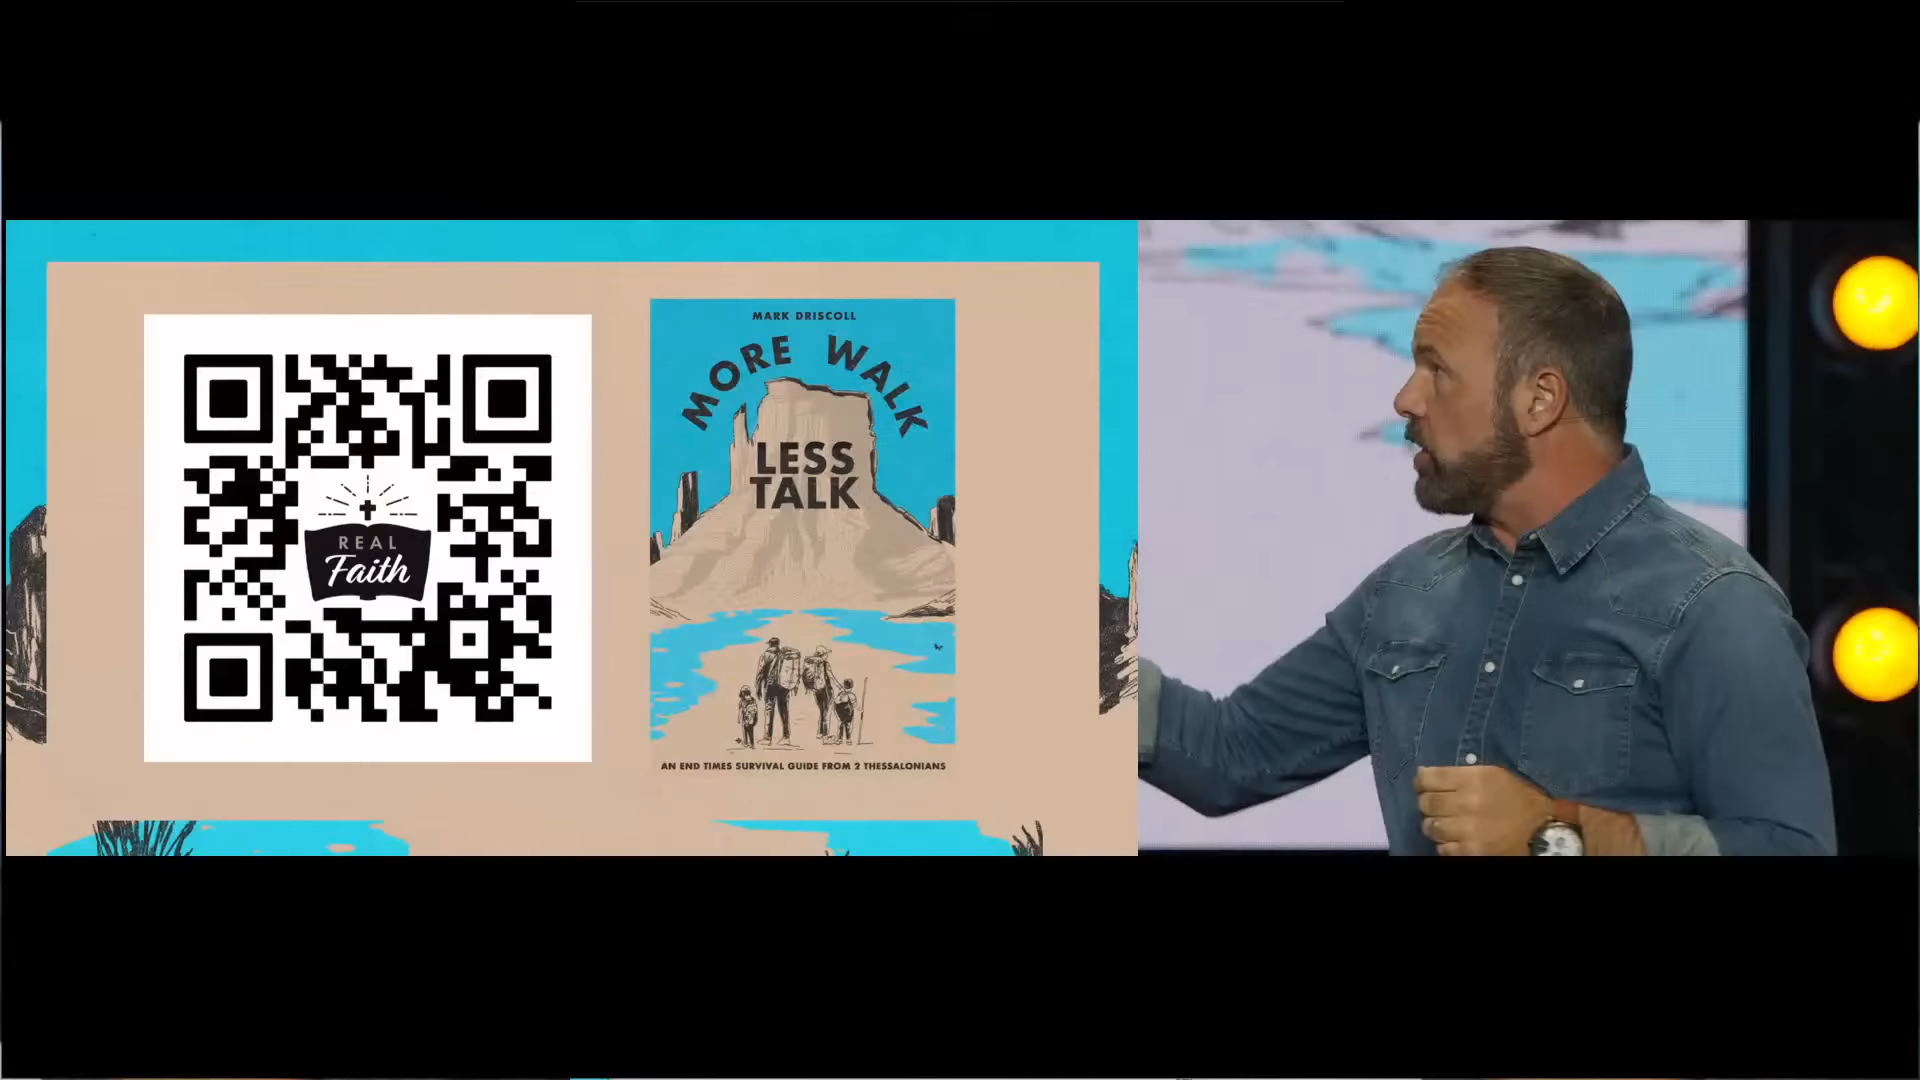 REAL
Faith
MARK DRISCOLL
MORE WALK
LESS
TALK
AN END TIMES SURVIVAL GUIDE FROM 2 THESSALONIANS